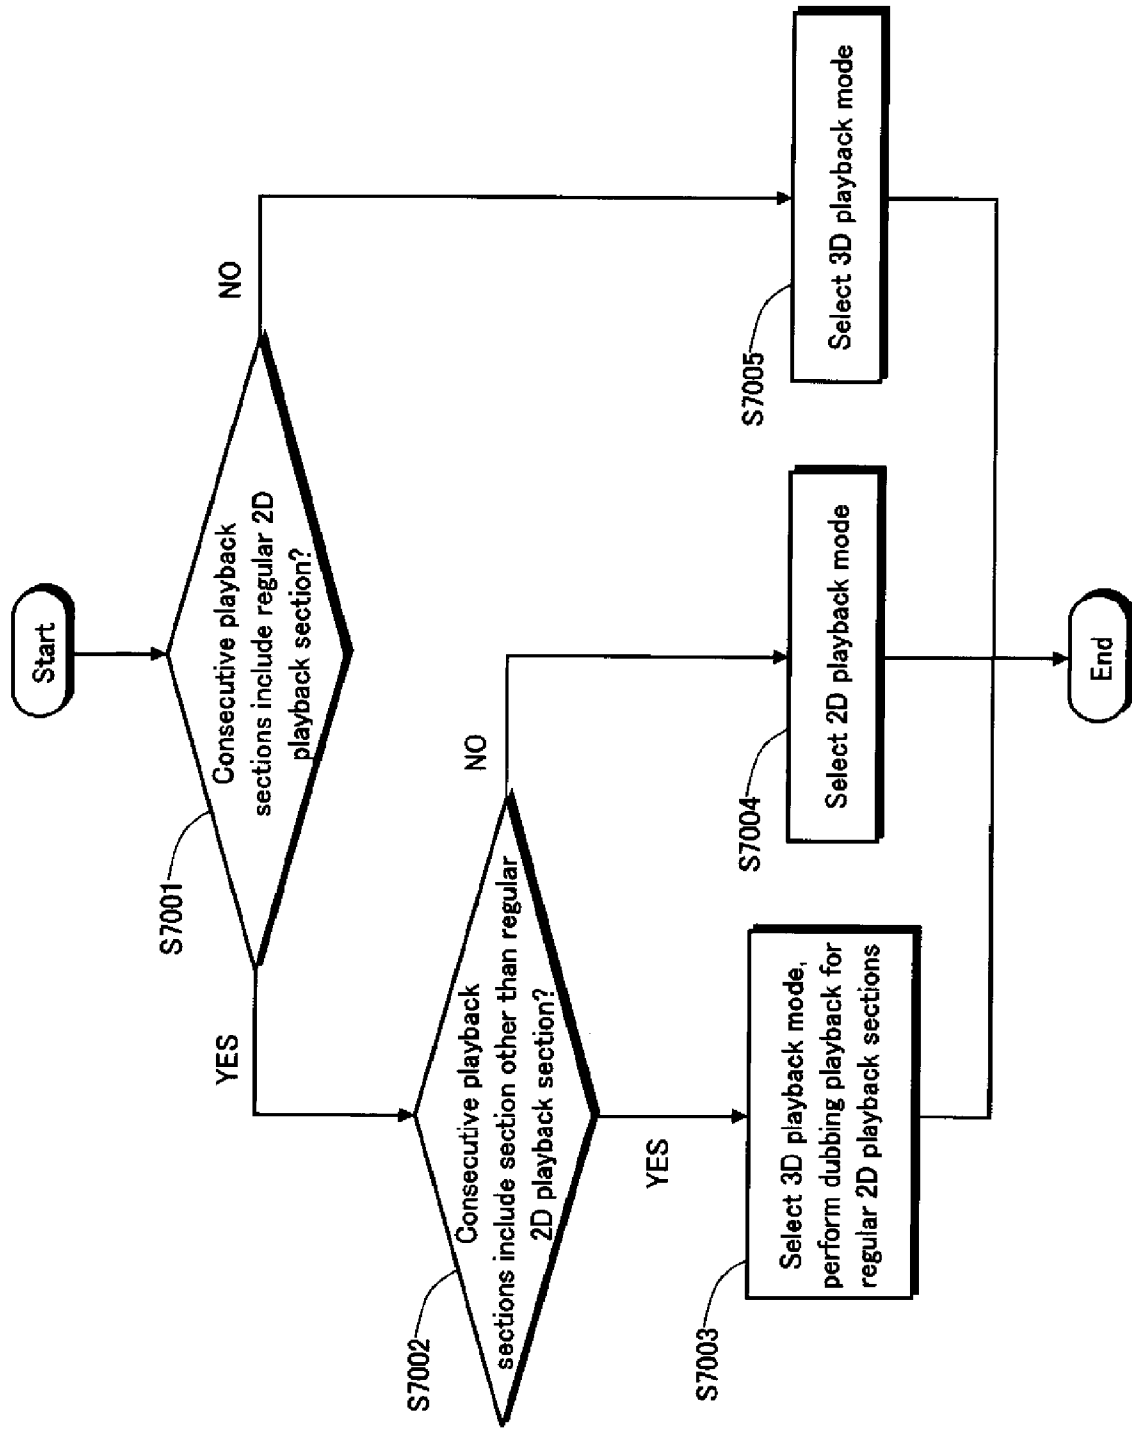 Start
S7001
Consecutive playback
sections include regular 2D
playback section?
YES
NO
S7002
Consecutive playback
sections include section other than regular
2D playback section?
YES
NO
S7003
Select 3D playback mode,
perform dubbing playback for
regular 2D playback sections
S7004
Select 2D playback mode
S7005
Select 3D playback mode
End